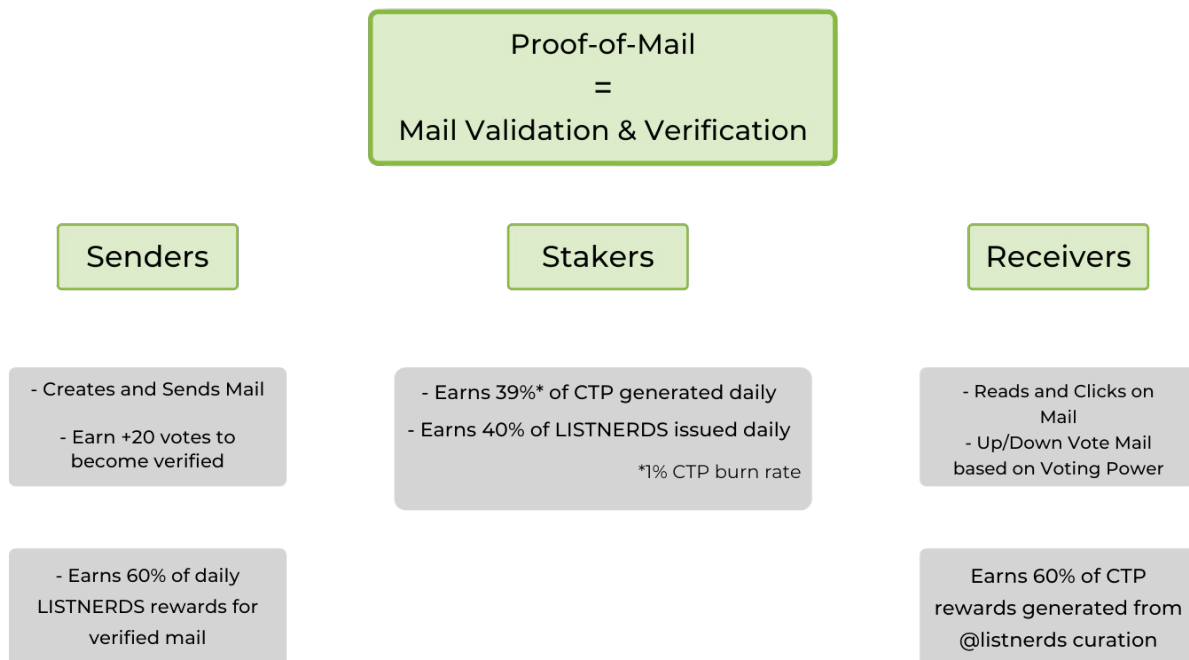 Proof-of-Mail
=
Mail Validation & Verification
Senders
Stakers
Receivers
- Creates and Sends Mail
- Earn +20 votes to
become verified
- Earns 39%* of CTP generated daily
- Earns 40% of LISTNERDS issued daily
*1% CTP burn rate
- Reads and Clicks on
Mail
- Up/Down Vote Mail
based on Voting Power
- Earns 60% of daily
LISTNERDS rewards for
verified mail
Earns 60% of CTP
rewards generated from
@listnerds curation